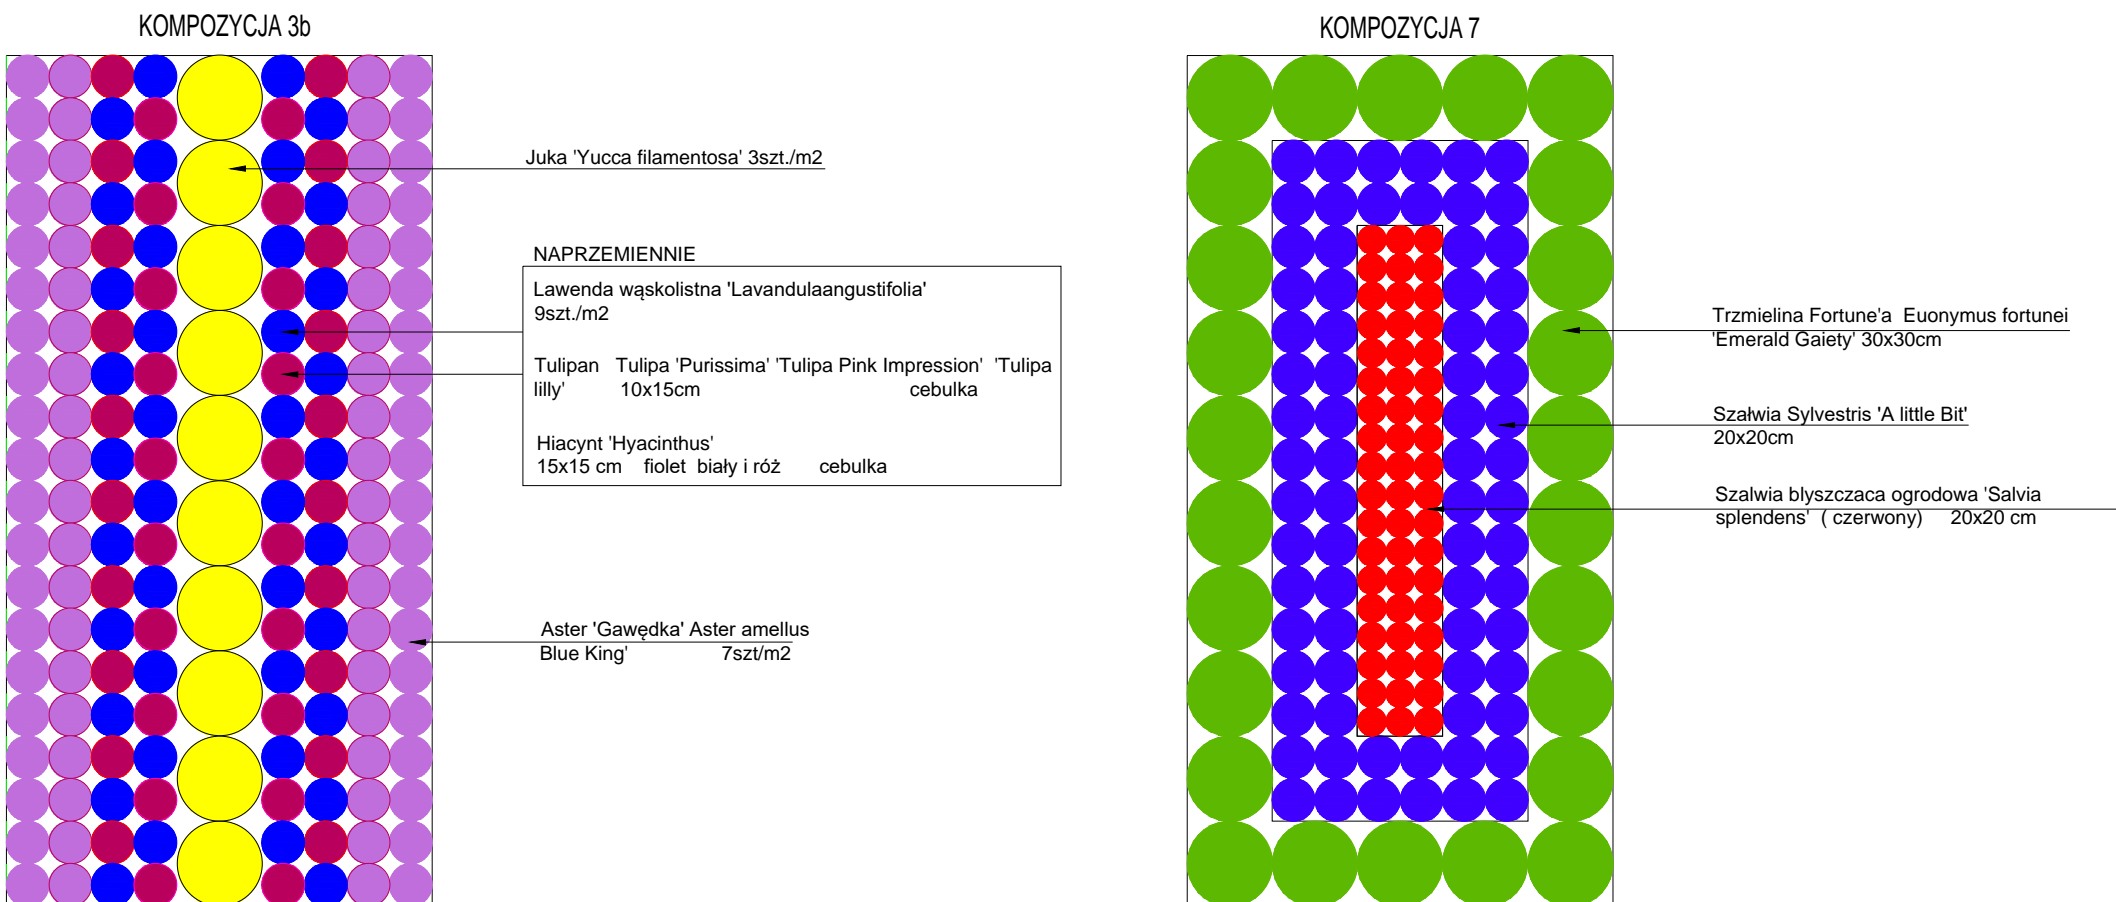 KOMPOZYCJA 3b
Juka 'Yucca filamentosa' 3szt./m2
NAPRZEMIENNIE
Lawenda wąskolistna 'Lavandulaangustifolia'
9szt./m2
Tulipan Tulipa 'Purissima' 'Tulipa Pink Impression' 'Tulipa
lilly' 10x15cm cebulka
Hiacynt 'Hyacinthus'
15x15 cm fiolet biały i róż cebulka
Aster 'Gawędka' Aster amellus
Blue King' 7szt/m2
KOMPOZYCJA 7
Trzmielina Fortune'a Euonymus fortunei
'Emerald Gaiety' 30x30cm
Szałwia Sylvestris 'A little Bit'
20x20cm
Szalwia blyszczaca ogrodowa 'Salvia
splendens' ( czerwony) 20x20 cm